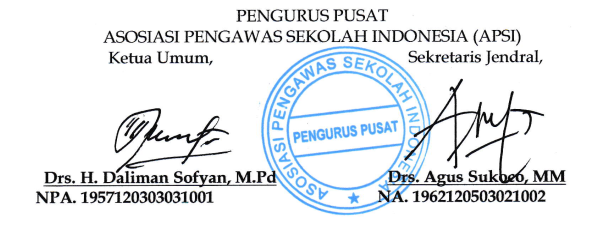 PENGURUS PUSAT
ASOSIASI PENGAWAS SEKOLAH INDONESIA (APSI)
Ketua Umum, Sekretaris Jendral,
ASOSIASI PENGAWAS SEKOLAH INDONESIA
PENGURUS PUSAT
Drs. H. Daliman Sofyan, M.Pd Drs. Agus Sukoco, MM
NPA. 1957120303031001 NA. 1962120503021002